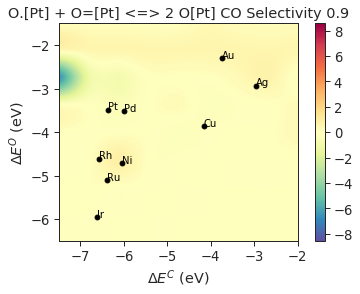 O.[Pt] + O=[Pt] <=> 2 O[Pt] CO Selectivity 0.9
ΔE^O (eV)
−2
−3
−4
−5
−6
Au
Ag
Pt
Pd
Cu
Rh
Ni
Ru
Ir
−7
−6
−5
−4
−3
−2
ΔE^C (eV)
8
6
4
2
0
−2
−4
−6
−8